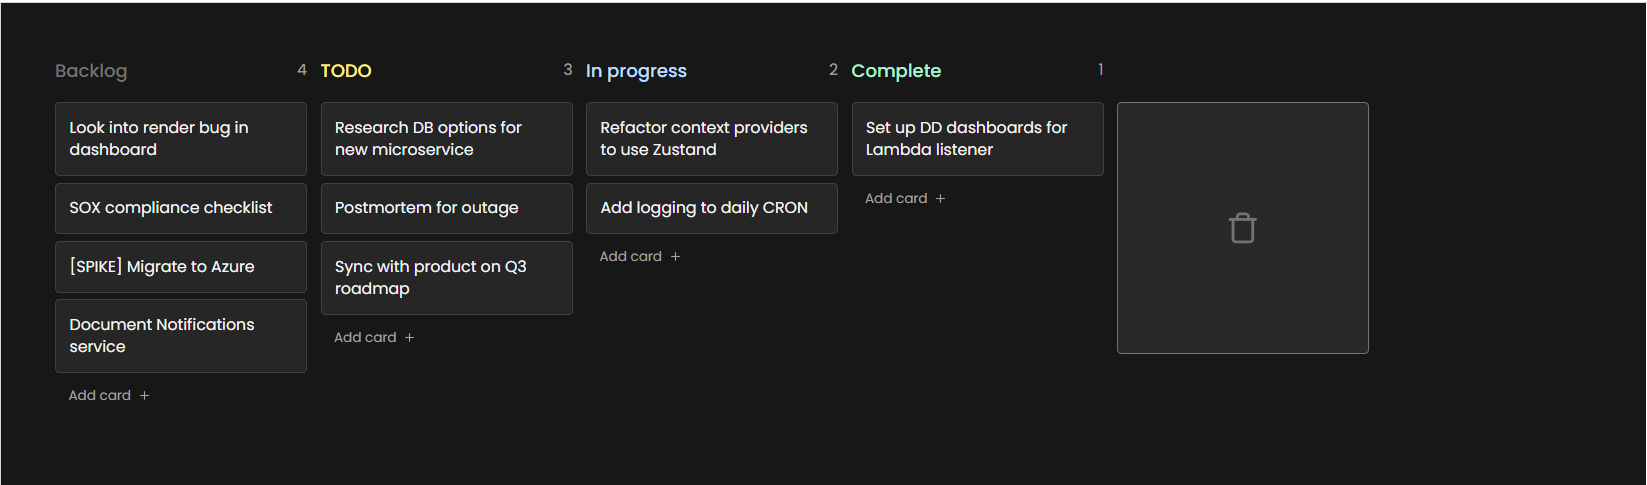 Backlog 4
Look into render bug in
dashboard
SOX compliance checklist
[SPIKE] Migrate to Azure
Document Notifications
service
Add card +
TODO 3
Research DB options for
new microservice
Postmortem for outage
Sync with product on Q3
roadmap
Add card +
In progress 2
Refactor context providers
to use Zustand
Add logging to daily CRON
Add card +
Complete 1
Set up DD dashboards for
Lambda listener
Add card +